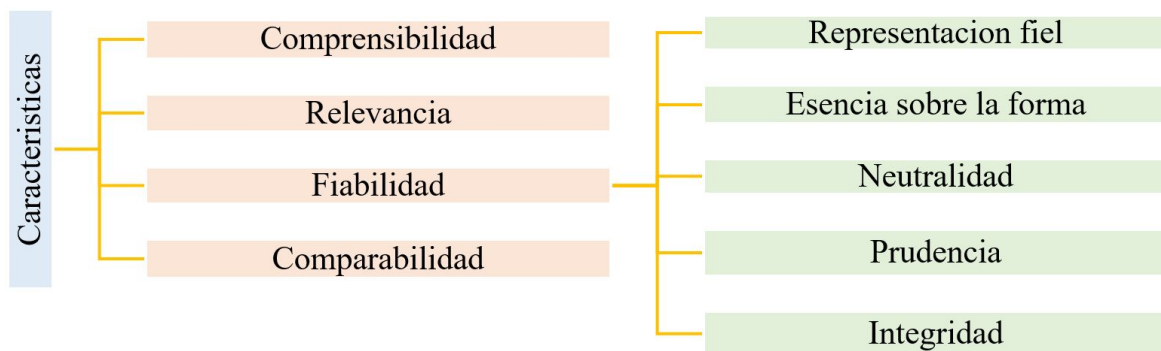 Caracteristicas
Comprensibilidad
Relevancia
Fiabilidad
Comparabilidad
Representacion fiel
Esencia sobre la forma
Neutralidad
Prudencia
Integridad